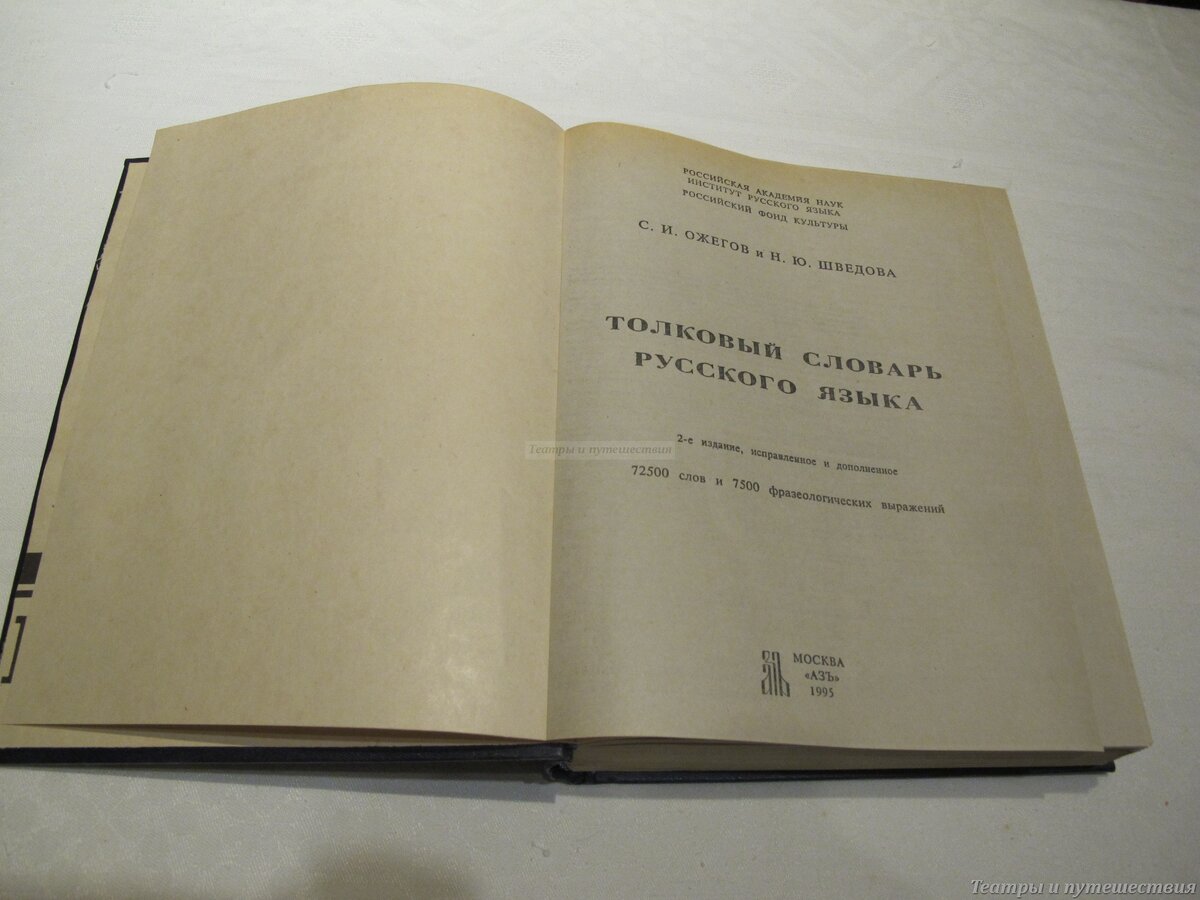 РОССИЙСКАЯ АКАДЕМИЯ НАУК
ИНСТИТУТ РУССКОГО ЯЗЫКА
РОССИЙСКИЙ ФОНД КУЛЬТУРЫ
С. И. ОЖЕГОВ и Н. Ю. ШВЕДОВА
ТОЛКОВЫЙ СЛОВАРЬ
РУССКОГО ЯЗЫКА
2-е издание, исправленное и дополненное
Театры и путешествия
72500 слов и 7500 фразеологических выражений
МОСКВА
«АЗЪ»
1995
Театры и путешествия